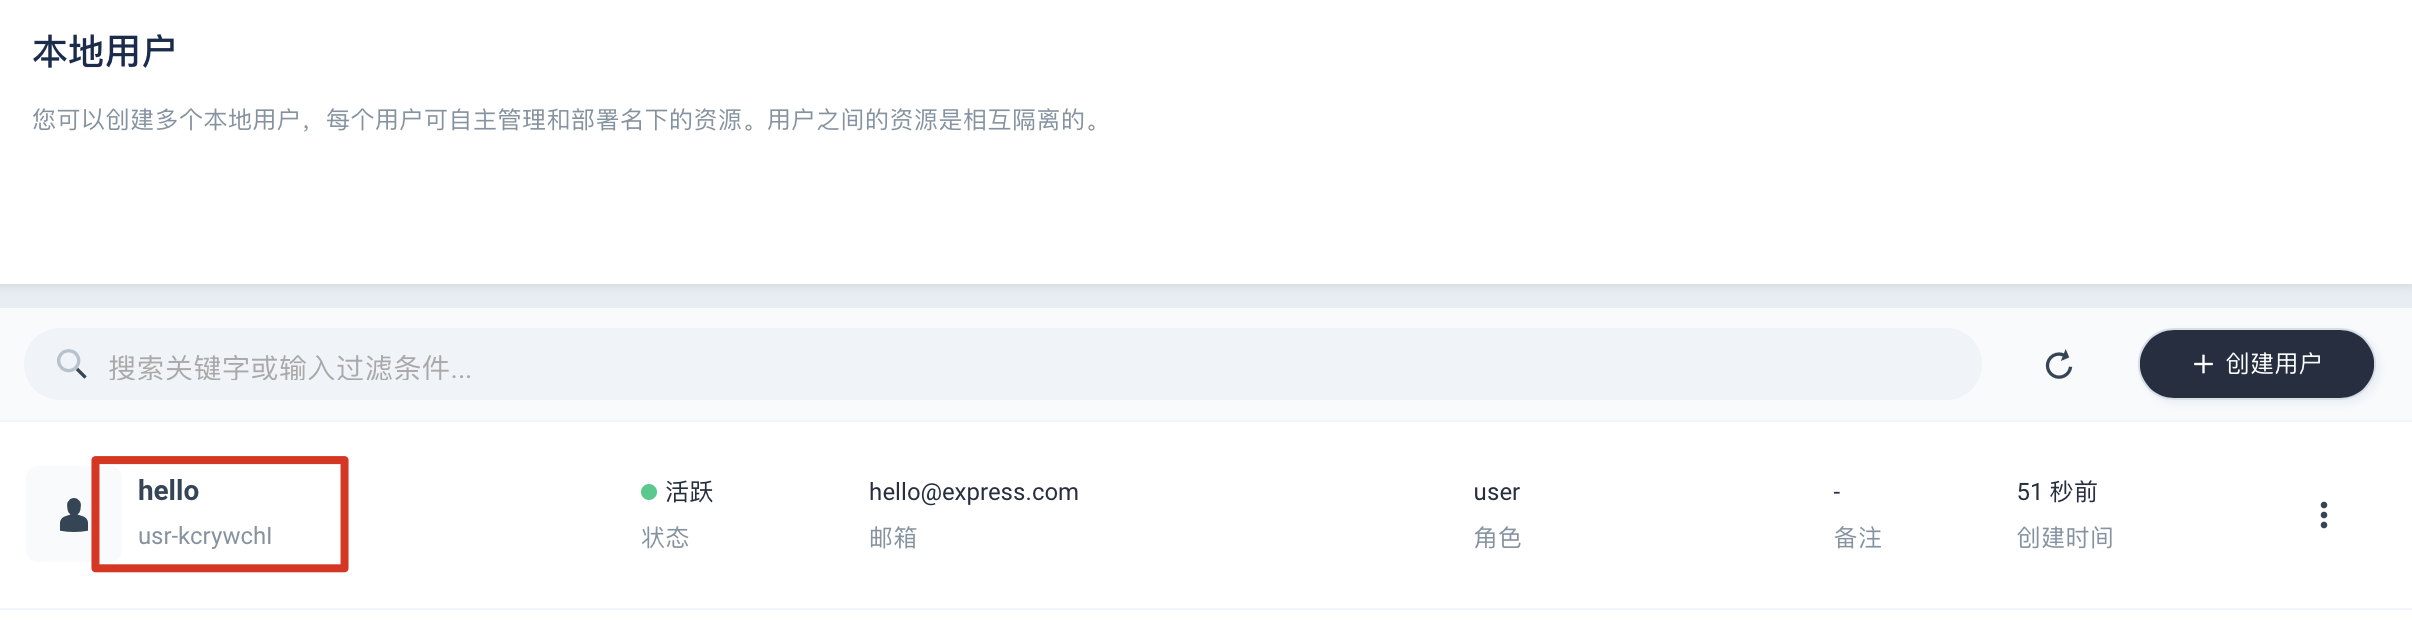 本地用户
您可以创建多个本地用户，每个用户可自主管理和部署名下的资源。用户之间的资源是相互隔离的。
搜索关键字或输入过滤条件...
+ 创建用户
hello
usr-kcrywchl
活跃
状态
hello@express.com
邮箱
user
角色
-
备注
51 秒前
创建时间